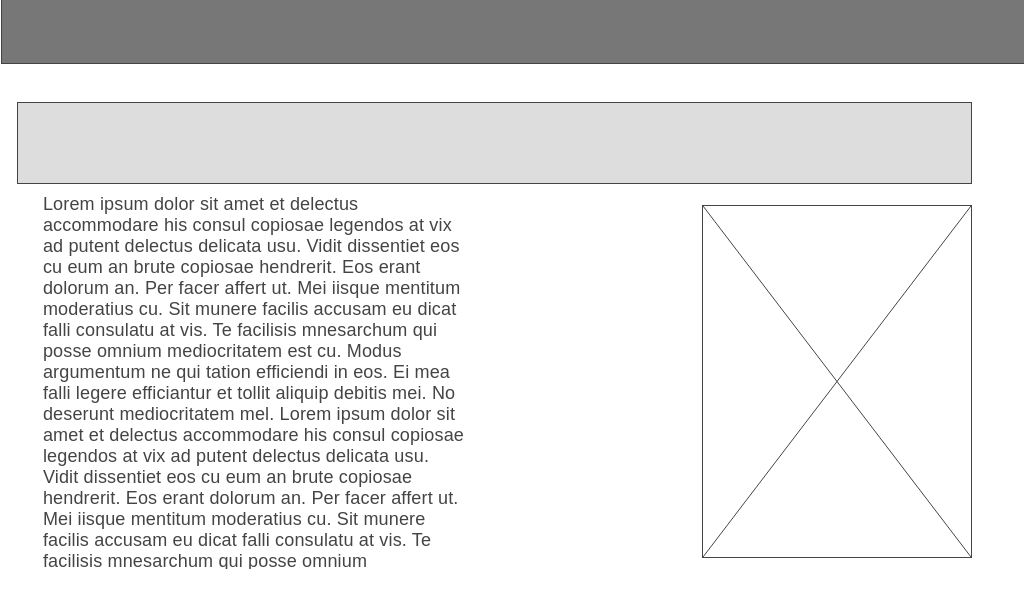 Lorem ipsum dolor sit amet et delectus
accommodare his consul copiosae legendos at vix
ad putent delectus delicata usu. Vidit dissentiet eos
cu eum an brute copiosae hendrerit. Eos erant
dolorum an. Per facer affert ut. Mei iisque mentitum
moderatius cu. Sit munere facilis accusam eu dicat
falli consulatu at vis. Te facilisis mnesarchum qui
posse omnium mediocritatem est cu. Modus
argumentum ne qui tation efficiendi in eos. Ei mea
falli legere efficiantur et tollit aliquip debitis mei. No
deserunt mediocritatem mel. Lorem ipsum dolor sit
amet et delectus accommodare his consul copiosae
legendos at vix ad putent delectus delicata usu.
Vidit dissentiet eos cu eum an brute copiosae
hendrerit. Eos erant dolorum an. Per facer affert ut.
Mei iisque mentitum moderatius cu. Sit munere
facilis accusam eu dicat falli consulatu at vis. Te
facilisis mnesarchum qui posse omnium